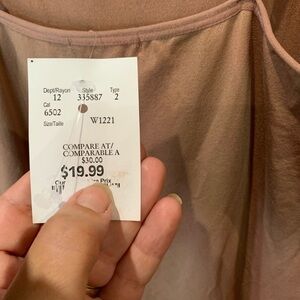 Dept/Rayon Style Type
12 335887 2
Cat
6502
Size/Taille W1221
COMPARE AT/
COMPARABLE A
$30.00
$19.99
Prix